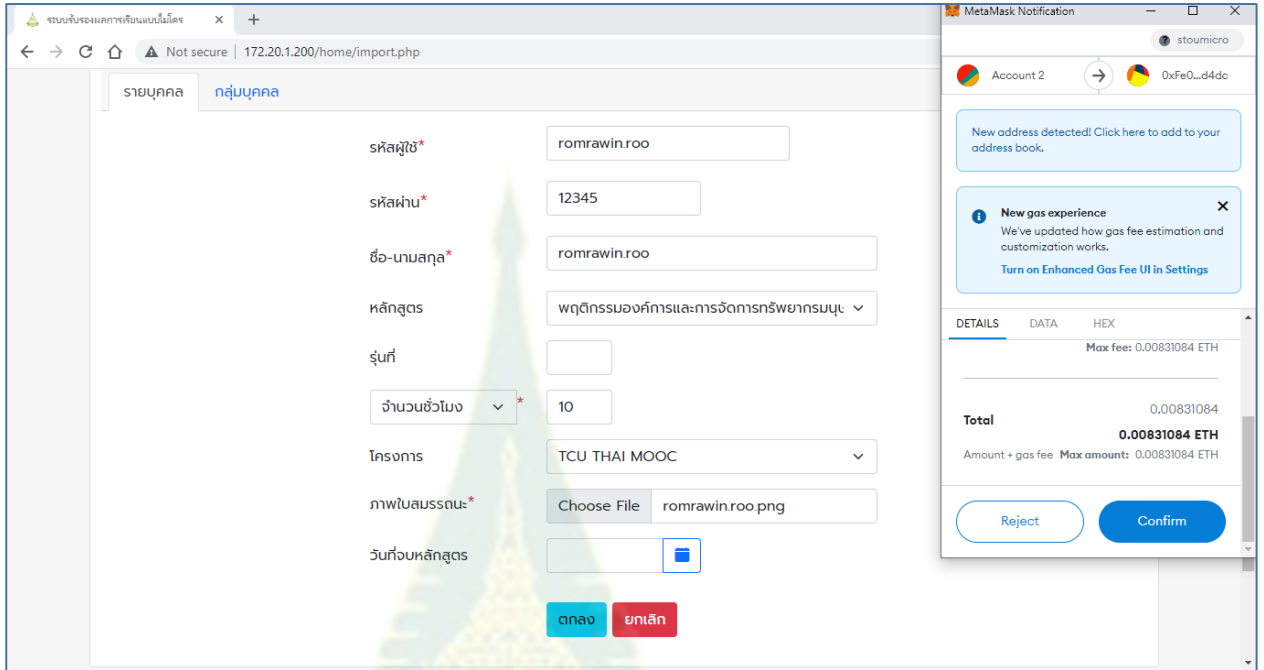 ระบบรับรองผลการเรียนแบบไมโคร
Not secure 172.20.1.200/home/import.php
รายบุคคล กลุ่มบุคคล
รหัสผู้ใช้* romrawin.roo
รหัสผ่าน* 12345
ชื่อ-นามสกุล* romrawin.roo
หลักสูตร พฤติกรรมองค์การและการจัดการทรัพยากรมนุษ
รุ่นที่
จำนวนชั่วโมง * 10
โครงการ TCU THAI MOOC
ภาพใบสมรรถนะ* Choose File romrawin.roo.png
วันที่จบหลักสูตร
ตกลง ยกเลิก
MetaMask Notification
stoumicro
Account 2 0xFe0...d4dc
New address detected! Click here to add to your
address book.
New gas experience
We've updated how gas fee estimation and
customization works.
Turn on Enhanced Gas Fee UI in Settings
DETAILS DATA HEX
Max fee: 0.00831084 ETH
0.00831084
Total
0.00831084 ETH
Amount + gas fee Max amount: 0.00831084 ETH
Reject Confirm